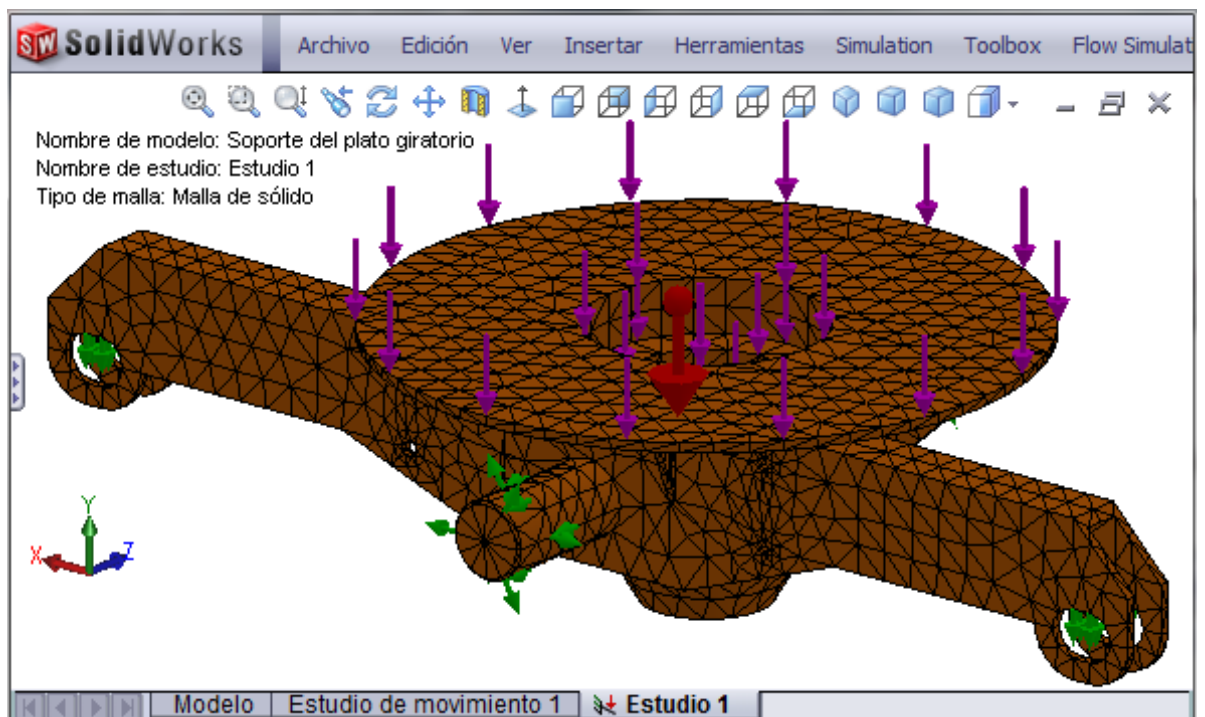 SW SolidWorks Archivo Edición Ver Insertar Herramientas Simulation Toolbox Flow Simulat
Nombre de modelo: Soporte del plato giratorio
Nombre de estudio: Estudio 1
Tipo de malla: Malla de sólido
Y
X
Z
Modelo Estudio de movimiento 1 Estudio 1